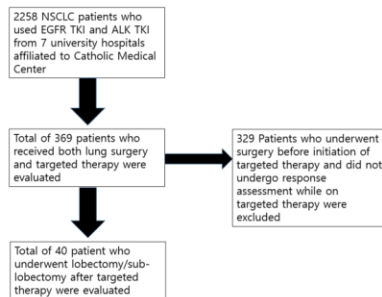 2258 NSCLC patients who
used EGFR TKI and ALK TKI
from 7 university hospitals
affiliated to Catholic Medical
Center
Total of 369 patients who
received both lung surgery
and targeted therapy were
evaluated
329 Patients who underwent
surgery before initiation of
targeted therapy and did not
undergo response
assessment while on
targeted therapy were
excluded
Total of 40 patient who
underwent lobectomy/sub-
lobectomy after targeted
therapy were evaluated